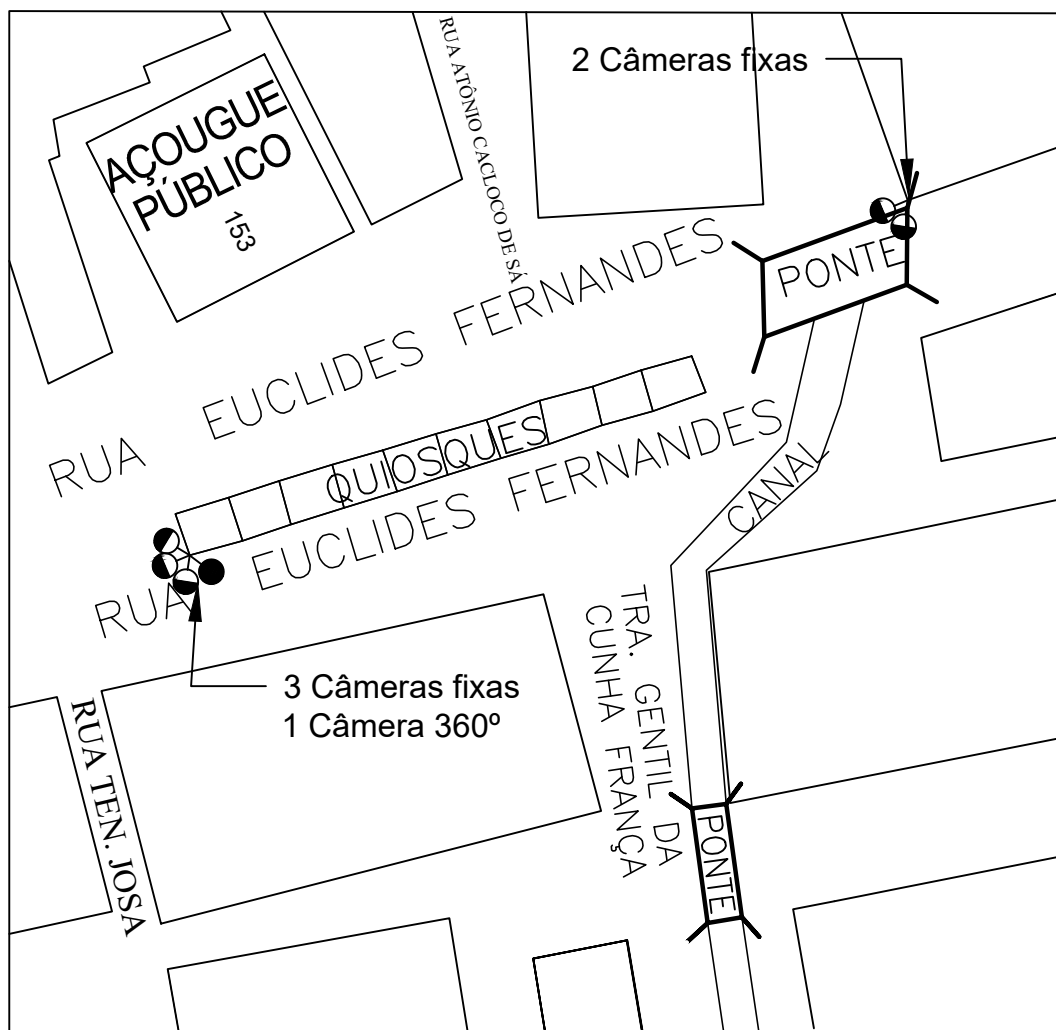 2 Câmeras fixas
RUA ATÔNIO CACLOCO DE SÁ
AÇOUGUE
PÚBLICO
153
PONTE
RUA EUCLIDES FERNANDES
QUIOSQUES
RUA EUCLIDES FERNANDES
CANAL
3 Câmeras fixas
1 Câmera 360º
TRA. GENTIL DA
CUNHA FRANÇA
RUA TEN. JOSA
PONTE